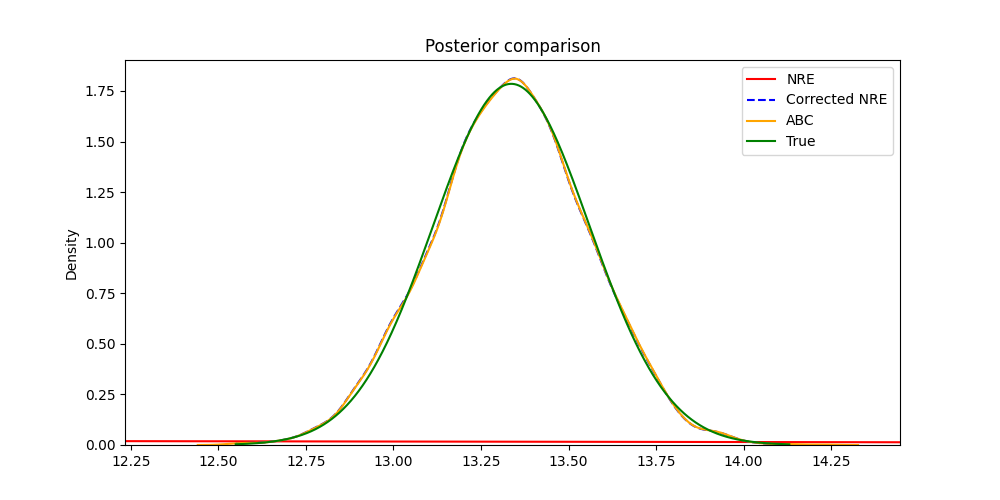 Posterior comparison
NRE
Corrected NRE
ABC
True
Density
1.75
1.50
1.25
1.00
0.75
0.50
0.25
0.00
12.25 12.50 12.75 13.00 13.25 13.50 13.75 14.00 14.25